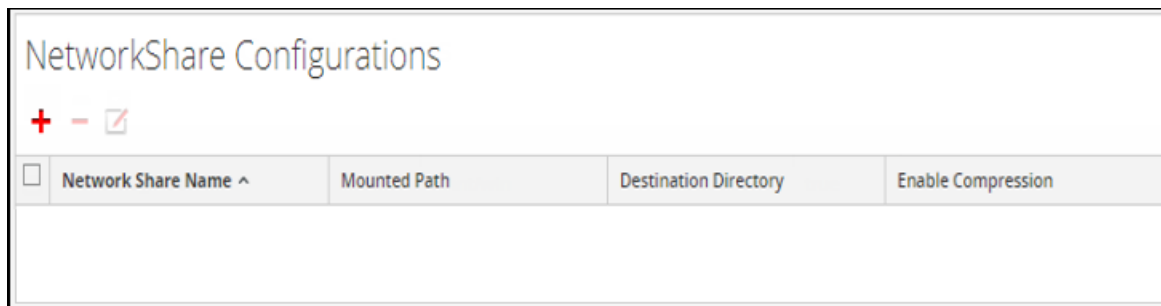 NetworkShare Configurations
Network Share Name Mounted Path Destination Directory Enable Compression